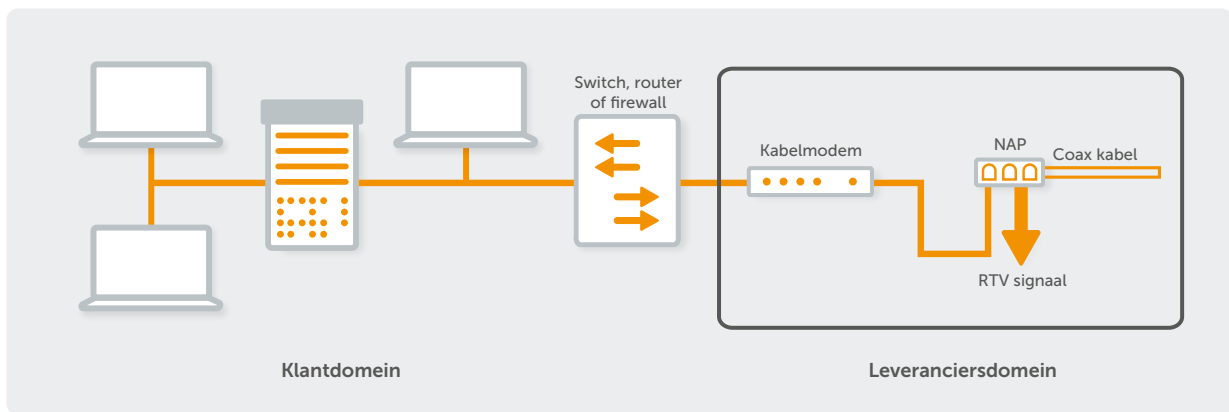 Switch, router
of firewall
Kabelmodem
NAP
Coax kabel
RTV signaal
Klantdomein
Leveranciersdomein